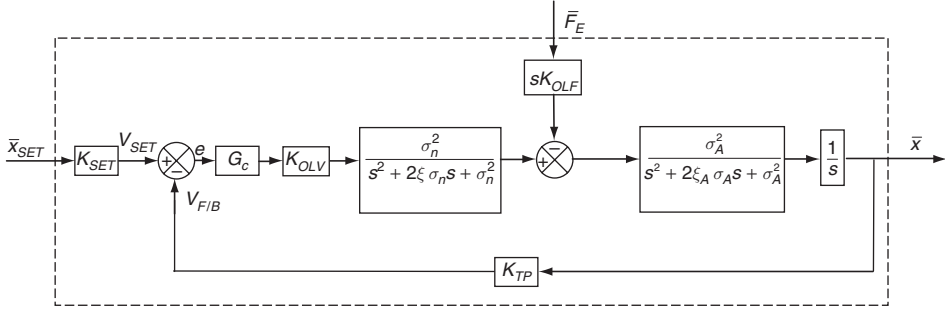 F̅_E
sK_OLF
x̅_SET
K_SET
V_SET
+
−
e
G_c
K_OLV
σ_n^2
s^2 + 2ξ σ_n s + σ_n^2
+
−
σ_A^2
s^2 + 2ξ_A σ_A s + σ_A^2
1
s
x̅
V_F/B
K_TP